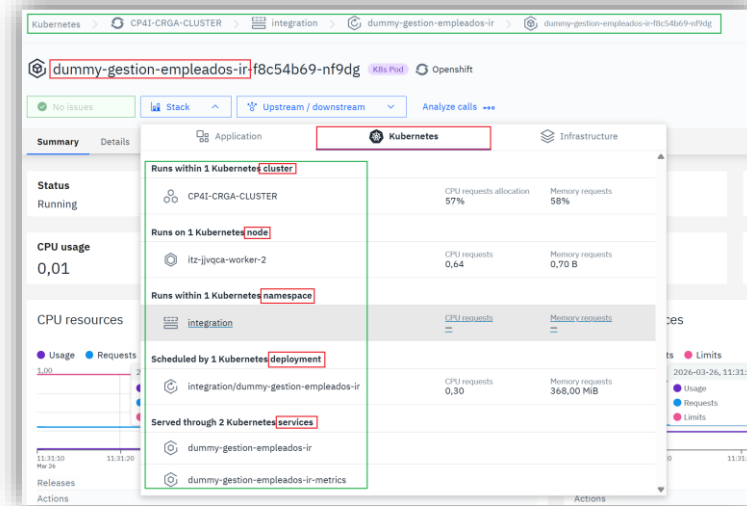 Kubernetes > CP4I-CRGA-CLUSTER > integration > dummy-gestion-empleados-ir > dummy-gestion-empleados-ir-f8c54b69-nf9dg
dummy-gestion-empleados-ir-f8c54b69-nf9dg K8s Pod Openshift
No issues Stack Upstream / downstream Analyze calls
Summary Details Application Kubernetes Infrastructure
Runs within 1 Kubernetes cluster
Status
Running
CP4I-CRGA-CLUSTER
CPU requests allocation
57%
Memory requests
58%
Runs on 1 Kubernetes node
CPU usage
0,01
itz-jjvqca-worker-2
CPU requests
0,64
Memory requests
0,70 B
Runs within 1 Kubernetes namespace
CPU resources
integration
CPU requests
—
Memory requests
—
ces
Usage Requests
Scheduled by 1 Kubernetes deployment
ts Limits
1,00
2
integration/dummy-gestion-empleados-ir
CPU requests
0,30
Memory requests
368,00 MiB
2026-03-26, 11:31:
Usage
Requests
Limits
Served through 2 Kubernetes services
dummy-gestion-empleados-ir
11:31:10
Mar 26
11:31:20
0
11:31:
dummy-gestion-empleados-ir-metrics
Releases
Actions
Actions